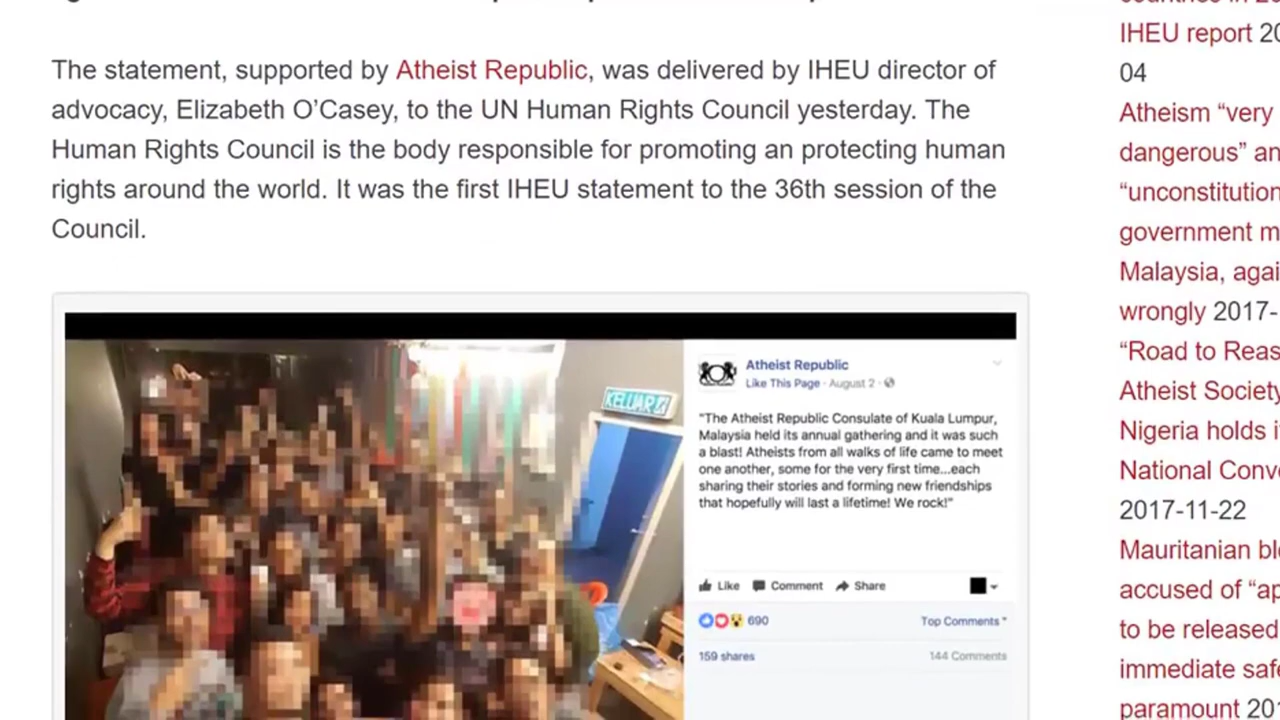 The statement, supported by Atheist Republic, was delivered by IHEU director of
advocacy, Elizabeth O’Casey, to the UN Human Rights Council yesterday. The
Human Rights Council is the body responsible for promoting an protecting human
rights around the world. It was the first IHEU statement to the 36th session of the
Council.
KELUAR
Atheist Republic
Like This Page · August 2 ·
"The Atheist Republic Consulate of Kuala Lumpur,
Malaysia held its annual gathering and it was such
a blast! Atheists from all walks of life came to meet
one another, some for the very first time...each
sharing their stories and forming new friendships
that hopefully will last a lifetime! We rock!"
Like Comment Share
690 Top Comments
159 shares 144 Comments
IHEU report 20
04
Atheism “very
dangerous” an
“unconstitution
government m
Malaysia, agai
wrongly 2017-
“Road to Reas
Atheist Society
Nigeria holds i
National Conv
2017-11-22
Mauritanian bl
accused of “ap
to be released
immediate safe
paramount 201